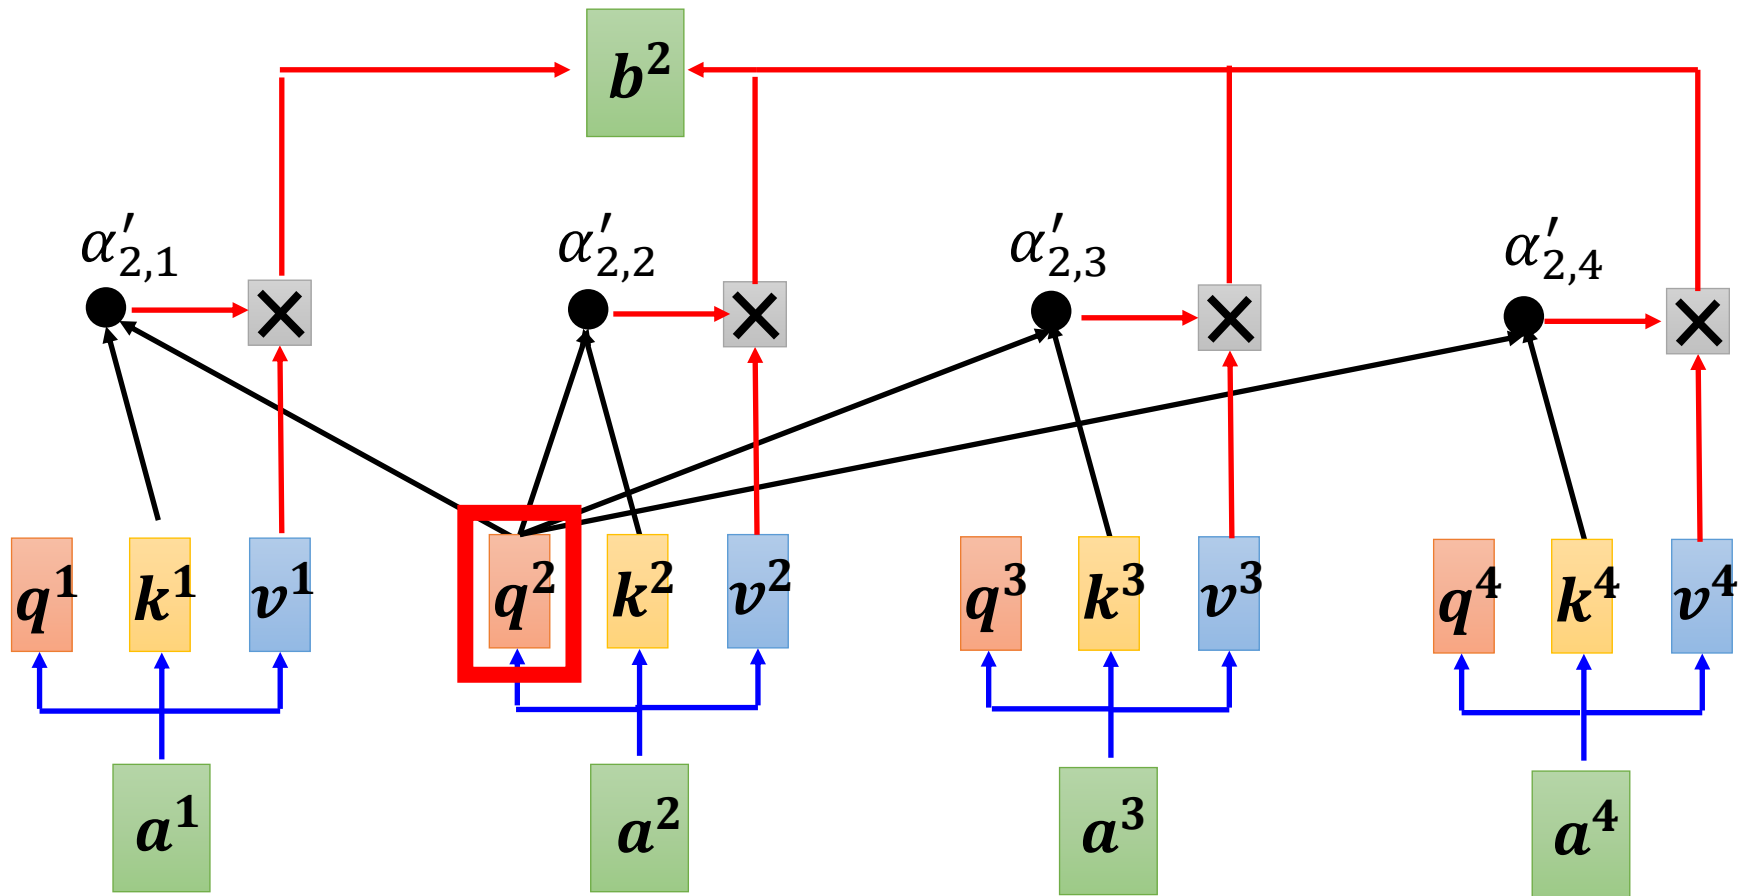 b²
α′₂,₁ α′₂,₂ α′₂,₃ α′₂,₄
q¹ k¹ v¹ q² k² v² q³ k³ v³ q⁴ k⁴ v⁴
a¹ a² a³ a⁴